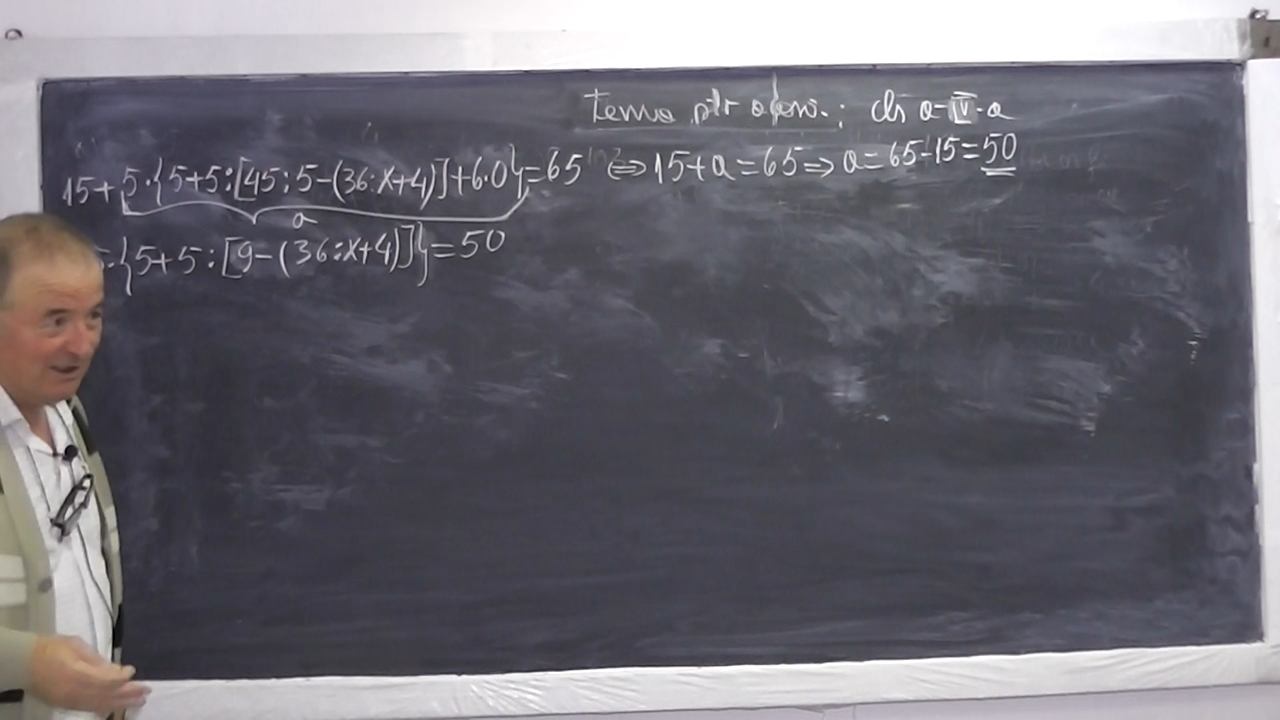 tema ptr. : cls a-IV-a
15+5·{5+5:[45:5-(36:x+4)]+6·0}=65 ⇔ 15+a=65 ⇒ a=65-15=50
a
5·{5+5:[9-(36:x+4)]}=50